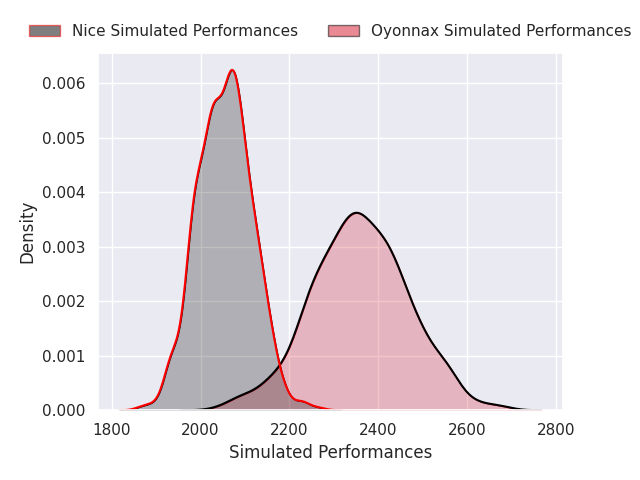 Nice Simulated Performances
Oyonnax Simulated Performances
0.006
0.005
0.004
0.003
0.002
0.001
0.000
Density
1800 2000 2200 2400 2600 2800
Simulated Performances